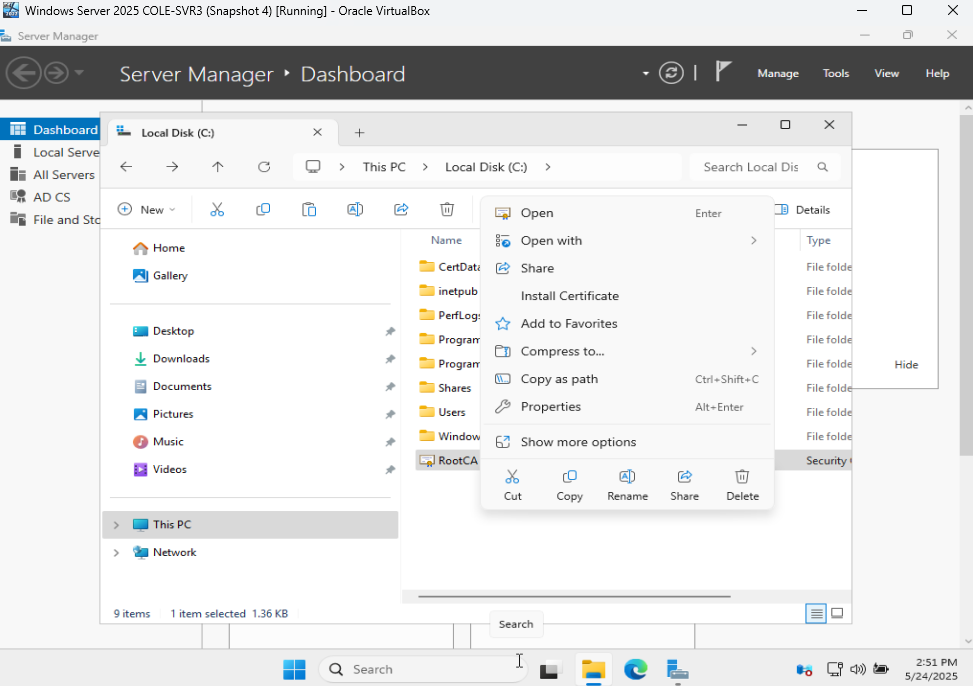 Windows Server 2025 COLE-SVR3 (Snapshot 4) [Running] - Oracle VirtualBox
Server Manager
Server Manager Dashboard
Manage Tools View Help
Dashboard
Local Serve
All Servers
AD CS
File and Sto
Local Disk (C:)
This PC > Local Disk (C:) >
Search Local Dis
New
Details
Home
Gallery
Desktop
Downloads
Documents
Pictures
Music
Videos
This PC
Network
Name Type
CertData File folde
inetpub File folde
PerfLogs File folde
Program File folde
Program File folde
Shares File folde
Users File folde
Window File folde
RootCA Security
Open Enter
Open with
Share
Install Certificate
Add to Favorites
Compress to...
Copy as path Ctrl+Shift+C
Properties Alt+Enter
Show more options
Cut Copy Rename Share Delete
Hide
9 items 1 item selected 1.36 KB
Search
Search
2:51 PM
5/24/2025